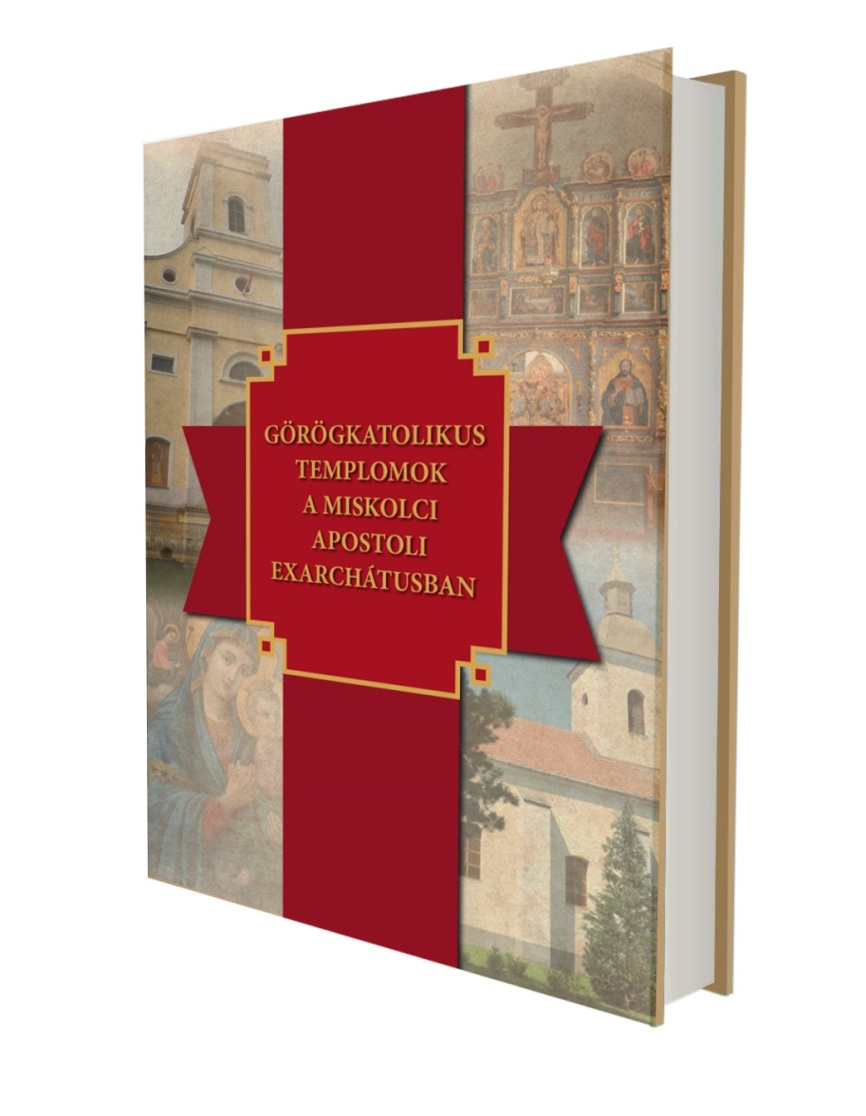 GÖRÖGKATOLIKUS
TEMPLOMOK
A MISKOLCI
APOSTOLI
EXARCHÁTUSBAN